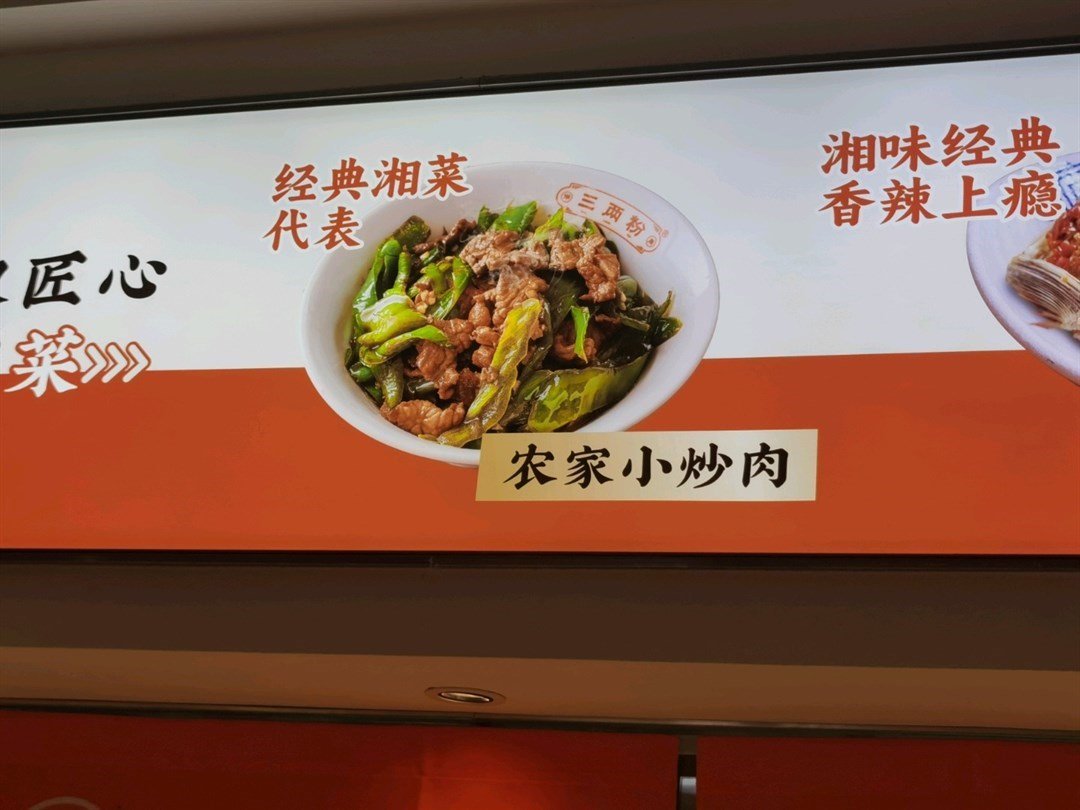 匠心
菜
经典湘菜
代表
三两粉
农家小炒肉
湘味经典
香辣上瘾